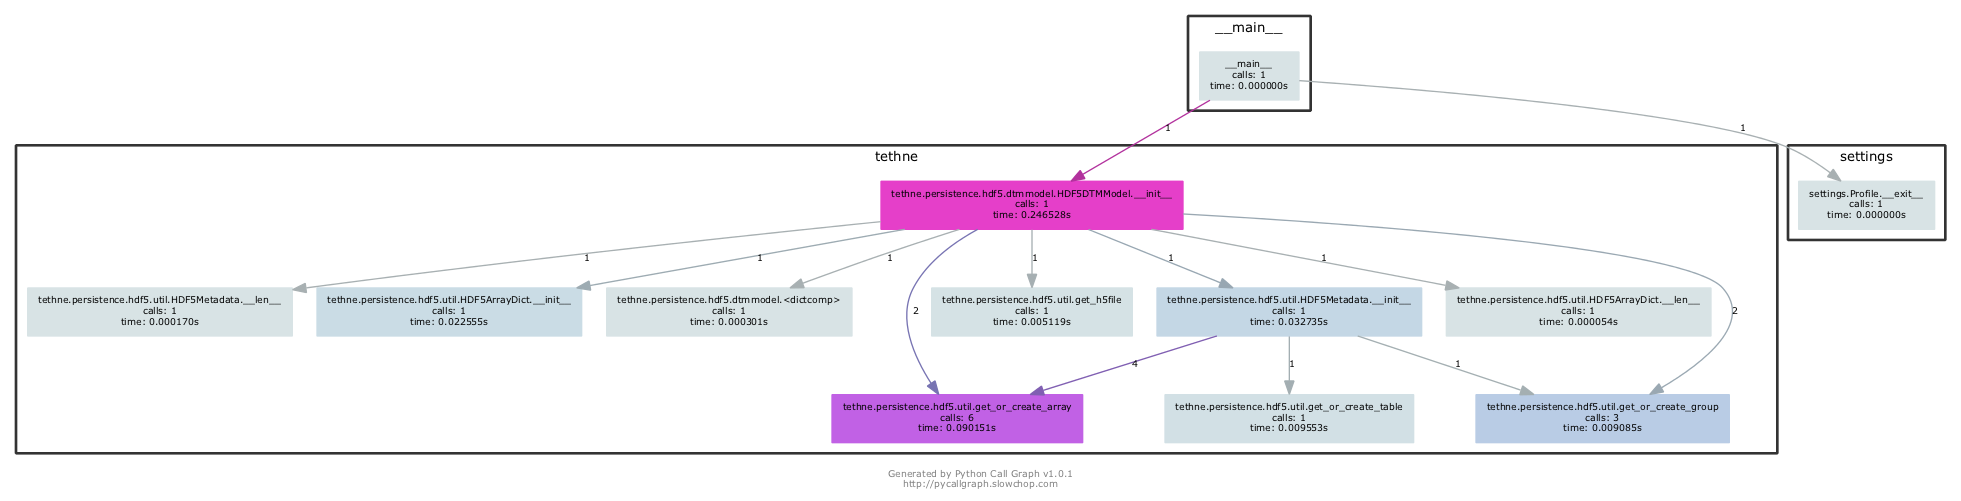 __main__
__main__
calls: 1
time: 0.000000s
1
1
tethne
settings
tethne.persistence.hdf5.dtmmodel.HDF5DTMModel.__init__
calls: 1
time: 0.246528s
settings.Profile.__exit__
calls: 1
time: 0.000000s
1
1
1
1
1
1
tethne.persistence.hdf5.util.HDF5Metadata.__len__
calls: 1
time: 0.000170s
tethne.persistence.hdf5.util.HDF5ArrayDict.__init__
calls: 1
time: 0.022555s
tethne.persistence.hdf5.dtmmodel.<dictcomp>
calls: 1
time: 0.000301s
tethne.persistence.hdf5.util.get_h5file
calls: 1
time: 0.005119s
tethne.persistence.hdf5.util.HDF5Metadata.__init__
calls: 1
time: 0.032735s
tethne.persistence.hdf5.util.HDF5ArrayDict.__len__
calls: 1
time: 0.000054s
2
2
4
1
1
tethne.persistence.hdf5.util.get_or_create_array
calls: 6
time: 0.090151s
tethne.persistence.hdf5.util.get_or_create_table
calls: 1
time: 0.009553s
tethne.persistence.hdf5.util.get_or_create_group
calls: 3
time: 0.009085s
Generated by Python Call Graph v1.0.1
http://pycallgraph.slowchop.com